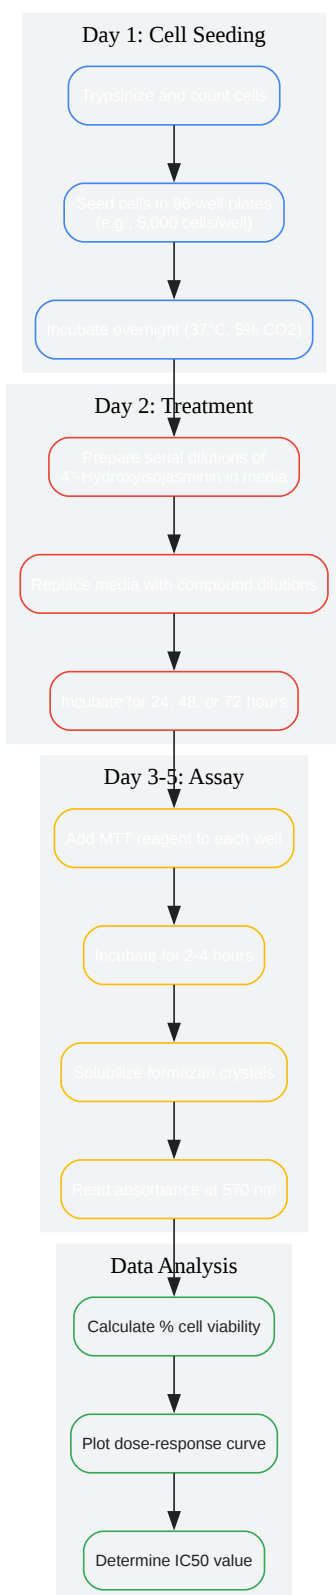 Day 1: Cell Seeding
Trypsinize and count cells
Seed cells in 96-well plates
(e.g., 5,000 cells/well)
Incubate overnight (37°C, 5% CO2)
Day 2: Treatment
Prepare serial dilutions of
4''-Hydroxyisojasminin in media
Replace media with compound dilutions
Incubate for 24, 48, or 72 hours
Day 3-5: Assay
Add MTT reagent to each well
Incubate for 2-4 hours
Solubilize formazan crystals
Read absorbance at 570 nm
Data Analysis
Calculate % cell viability
Plot dose-response curve
Determine IC50 value